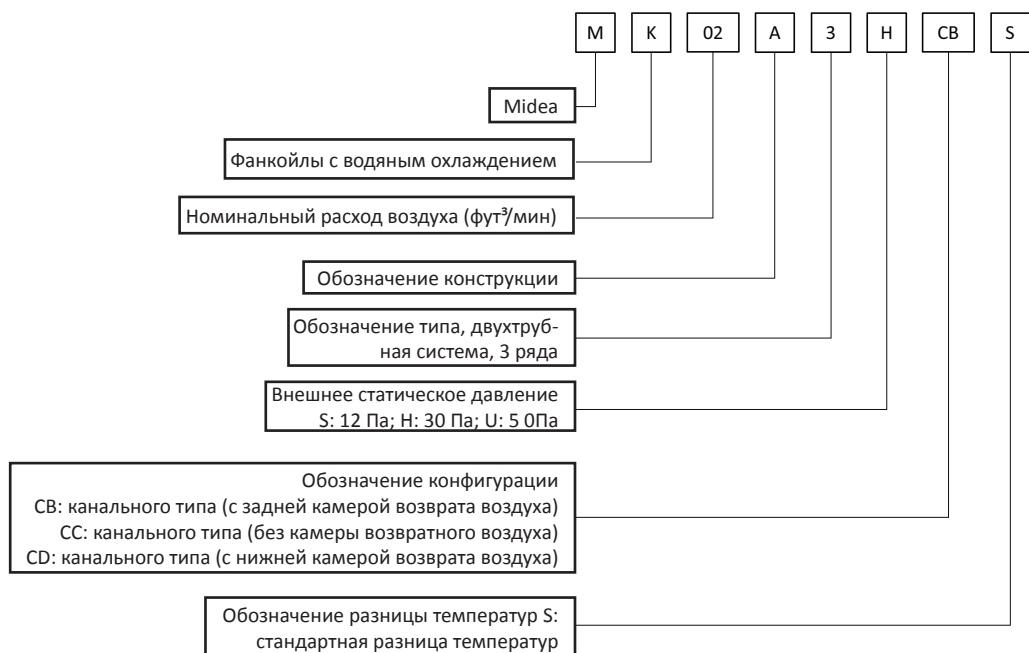 M K 02 A 3 H CB S
Midea
Фанкойлы с водяным охлаждением
Номинальный расход воздуха (фут³/мин)
Обозначение конструкции
Обозначение типа, двухтруб-
ная система, 3 ряда
Внешнее статическое давление
S: 12 Па; H: 30 Па; U: 5 0Па
Обозначение конфигурации
CB: канального типа (с задней камерой возврата воздуха)
CC: канального типа (без камеры возвратного воздуха)
CD: канального типа (с нижней камерой возврата воздуха)
Обозначение разницы температур S:
стандартная разница температур